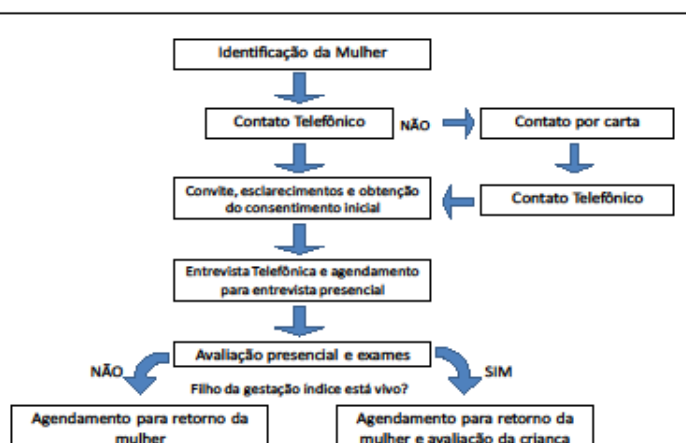 Identificação da Mulher
Contato Telefônico
NÃO
Contato por carta
Convite, esclarecimentos e obtenção
do consentimento inicial
Contato Telefônico
Entrevista Telefônica e agendamento
para entrevista presencial
Avaliação presencial e exames
NÃO
SIM
Filho da gestação índice está vivo?
Agendamento para retorno da
mulher
Agendamento para retorno da
mulher e avaliação da criança